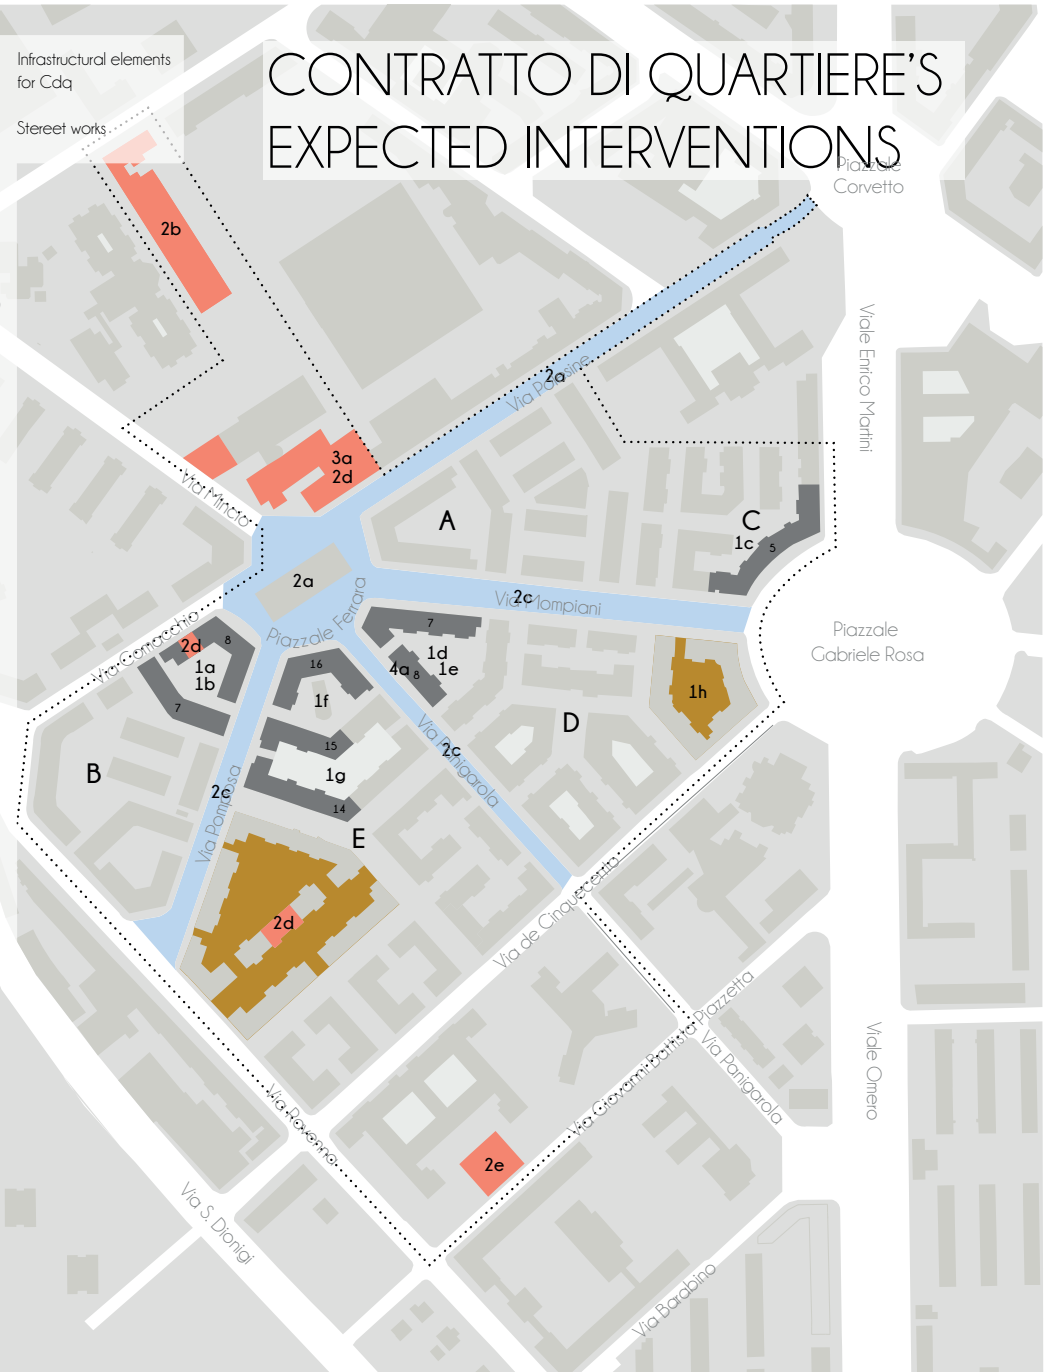 Infrastructural elements
for Cdq
Stereet works
CONTRATTO DI QUARTIERE'S
EXPECTED INTERVENTIONS
Piazzale
Corvetto
2b
Viale Enrico Martini
Via Polesine
2a
3a
2d
Via Mincio
A
C
1c
5
2a
2c
Via Mompiani
Piazzale Ferrara
Via Comacchio
2d
8
1a
1b
7
7
1d
4a
8
1e
16
1f
Piazzale
Gabriele Rosa
1h
D
Via Panigarola
2c
15
1g
14
B
2c
Via Pomposa
E
2d
Via de Cinquecento
Via Giovanni Battista Piazzetta
Via Panigarola
Viale Omero
Via Ravenna
2e
Via S. Dionigi
Via Barabino